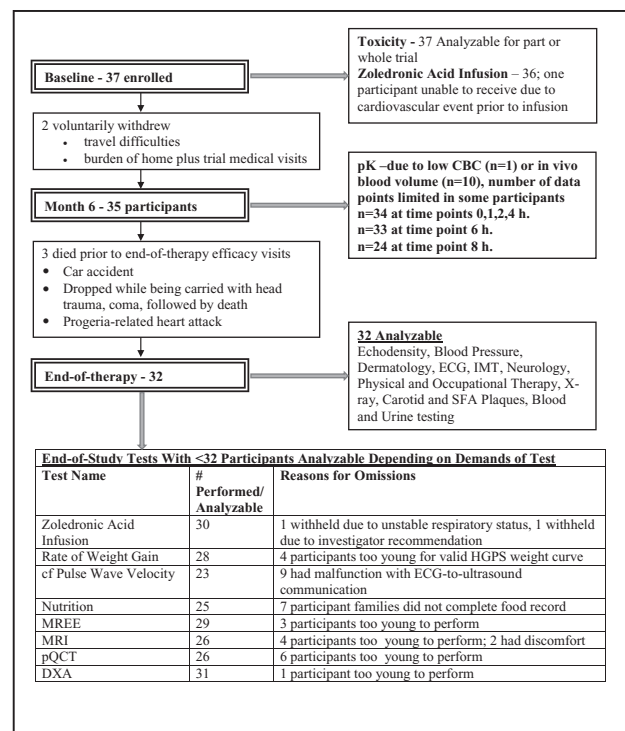 Baseline - 37 enrolled
Toxicity - 37 Analyzable for part or
whole trial
Zoledronic Acid Infusion – 36; one
participant unable to receive due to
cardiovascular event prior to infusion
2 voluntarily withdrew
• travel difficulties
• burden of home plus trial medical visits
Month 6 - 35 participants
pK –due to low CBC (n=1) or in vivo
blood volume (n=10), number of data
points limited in some participants
n=34 at time points 0,1,2,4 h.
n=33 at time point 6 h.
n=24 at time point 8 h.
3 died prior to end-of-therapy efficacy visits
• Car accident
• Dropped while being carried with head
trauma, coma, followed by death
• Progeria-related heart attack
End-of-therapy - 32
32 Analyzable
Echodensity, Blood Pressure,
Dermatology, ECG, IMT, Neurology,
Physical and Occupational Therapy, X-
ray, Carotid and SFA Plaques, Blood
and Urine testing
End-of-Study Tests With <32 Participants Analyzable Depending on Demands of Test
Test Name # Reasons for Omissions
Performed/
Analyzable
Zoledronic Acid 30 1 withheld due to unstable respiratory status, 1 withheld
Infusion due to investigator recommendation
Rate of Weight Gain 28 4 participants too young for valid HGPS weight curve
cf Pulse Wave Velocity 23 9 had malfunction with ECG-to-ultrasound
communication
Nutrition 25 7 participant families did not complete food record
MREE 29 3 participants too young to perform
MRI 26 4 participants too young to perform; 2 had discomfort
pQCT 26 6 participants too young to perform
DXA 31 1 participant too young to perform